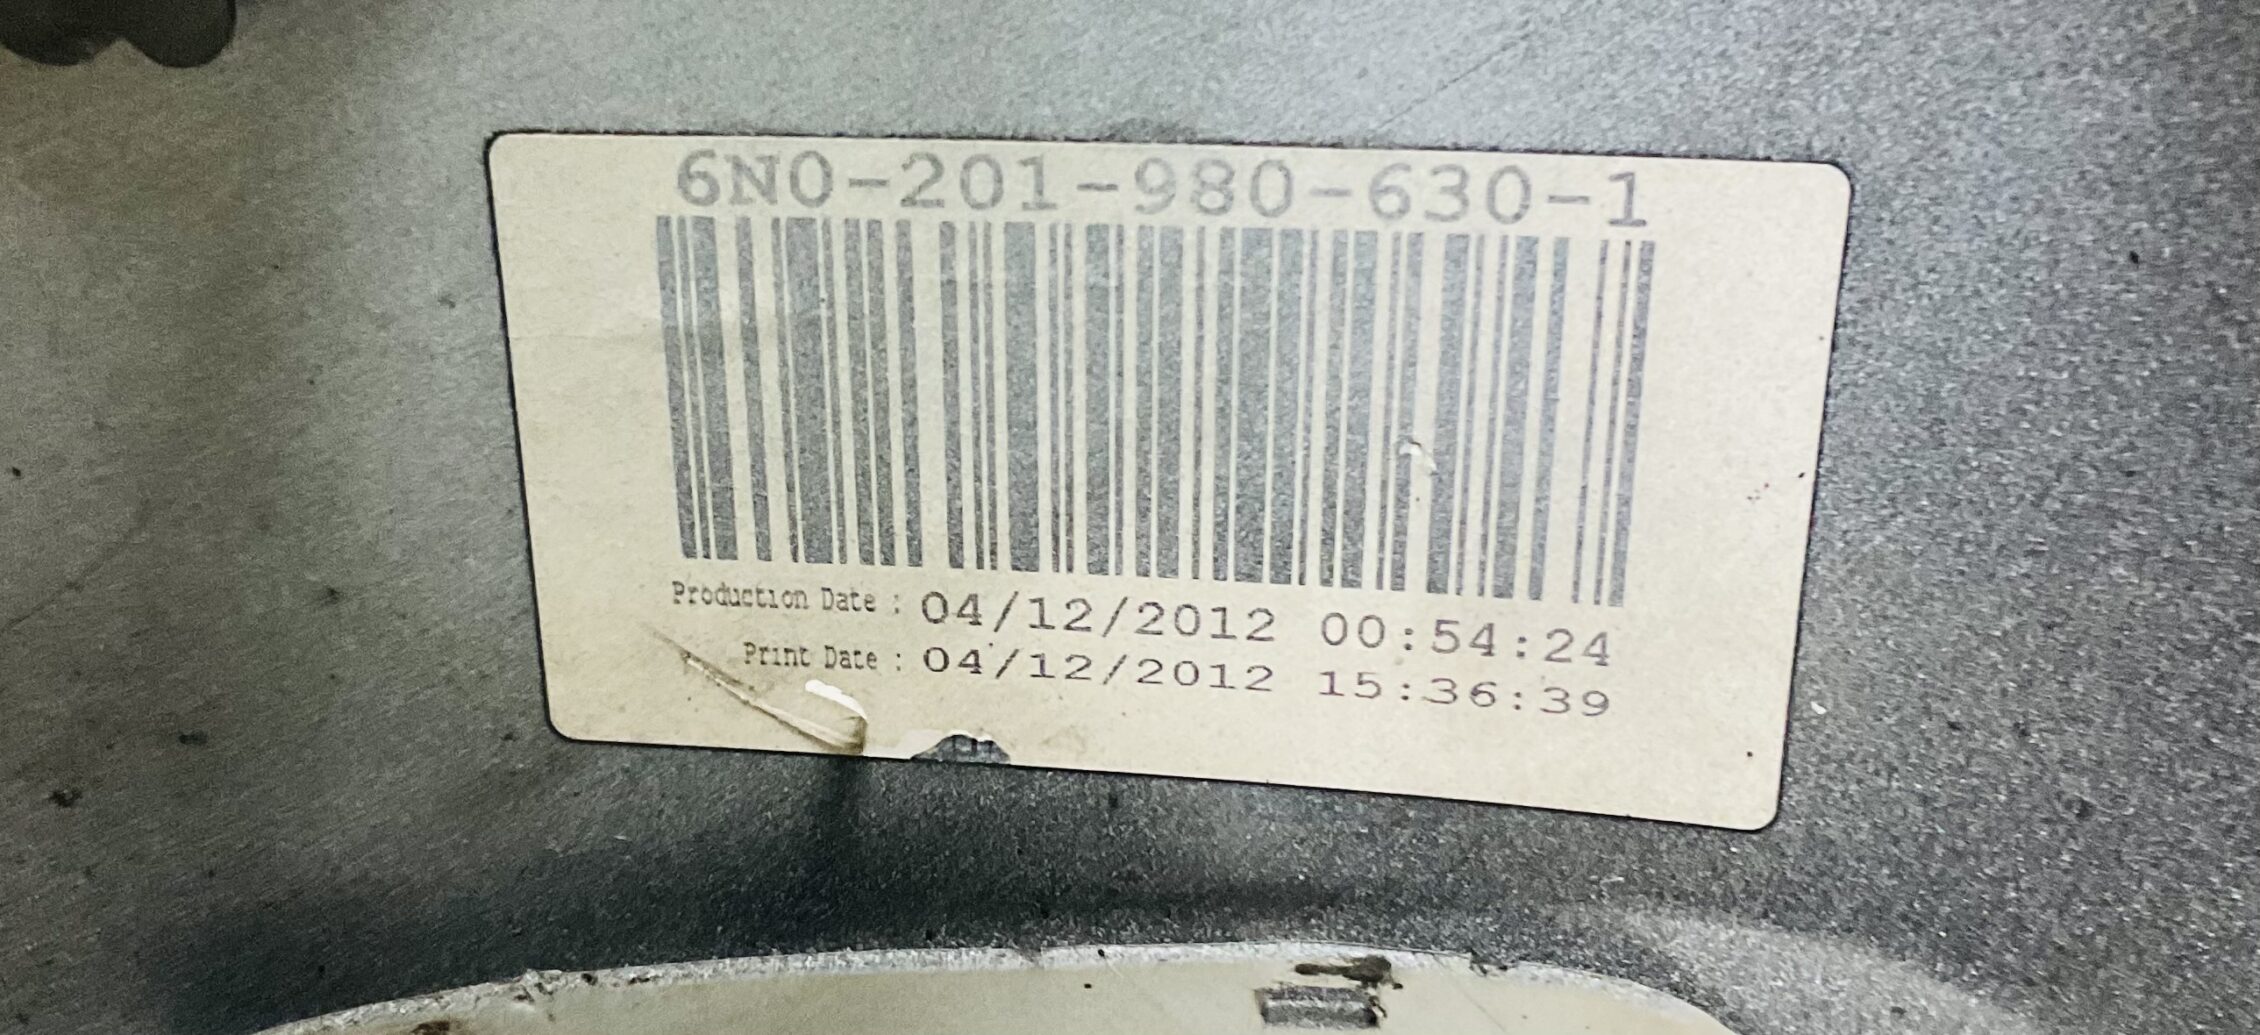 6N0-201-980-630-1
Production Date : 04/12/2012 00:54:24
Print Date : 04/12/2012 15:36:39